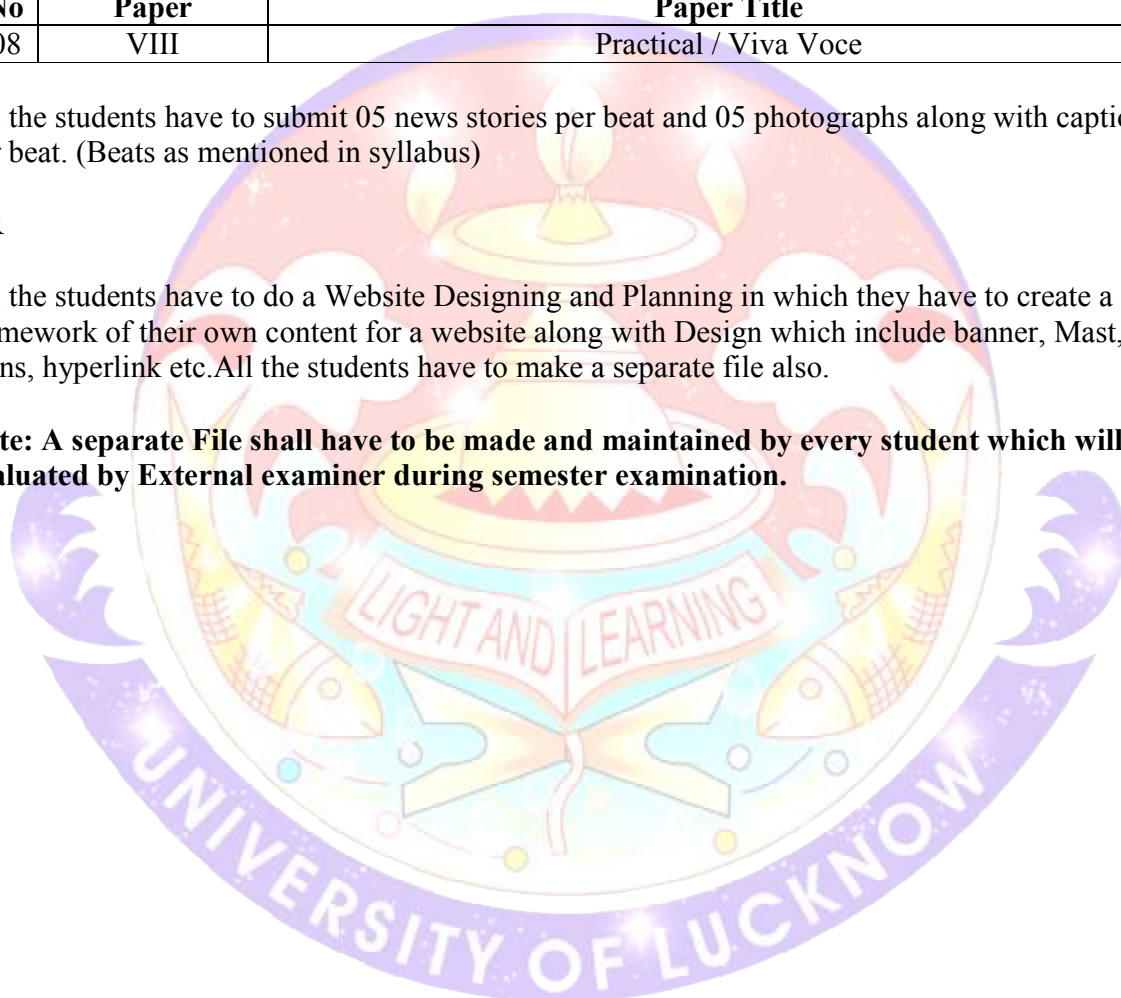 No Paper Paper Title
08 VIII Practical / Viva Voce
the students have to submit 05 news stories per beat and 05 photographs along with captio
beat. (Beats as mentioned in syllabus)
the students have to do a Website Designing and Planning in which they have to create a
mework of their own content for a website along with Design which include banner, Mast,
ns, hyperlink etc.All the students have to make a separate file also.
te: A separate File shall have to be made and maintained by every student which will
aluated by External examiner during semester examination.
LIGHT AND LEARNING
UNIVERSITY OF LUCKNOW